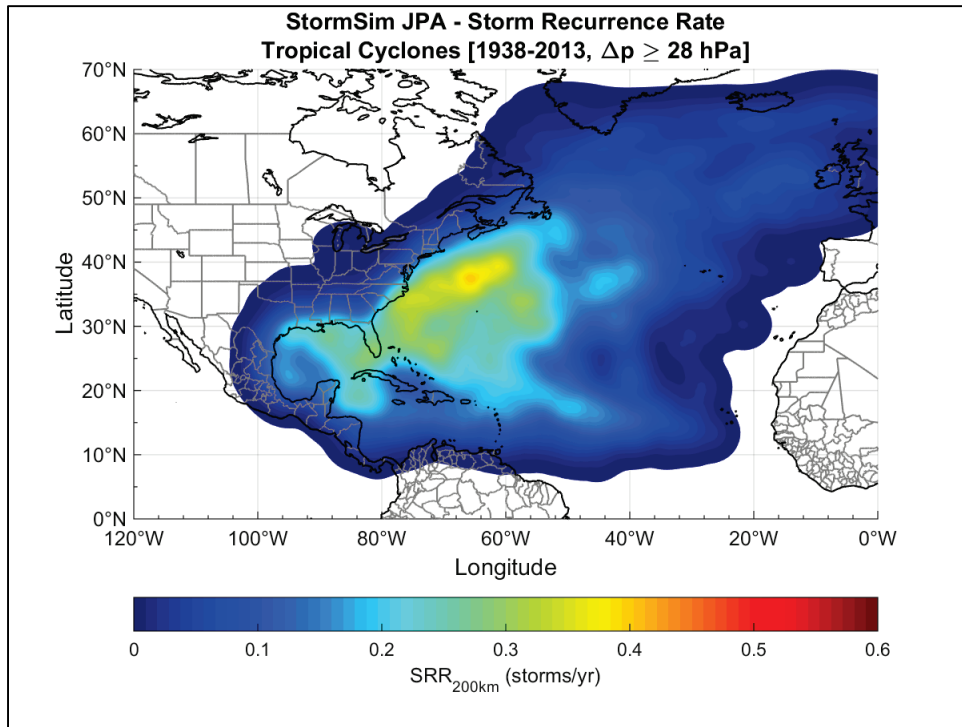 StormSim JPA - Storm Recurrence Rate
Tropical Cyclones [1938-2013, Δp ≥ 28 hPa]
70°N
60°N
50°N
40°N
30°N
20°N
10°N
0°N
Latitude
120°W 100°W 80°W 60°W 40°W 20°W 0°W
Longitude
0 0.1 0.2 0.3 0.4 0.5 0.6
SRR200km (storms/yr)